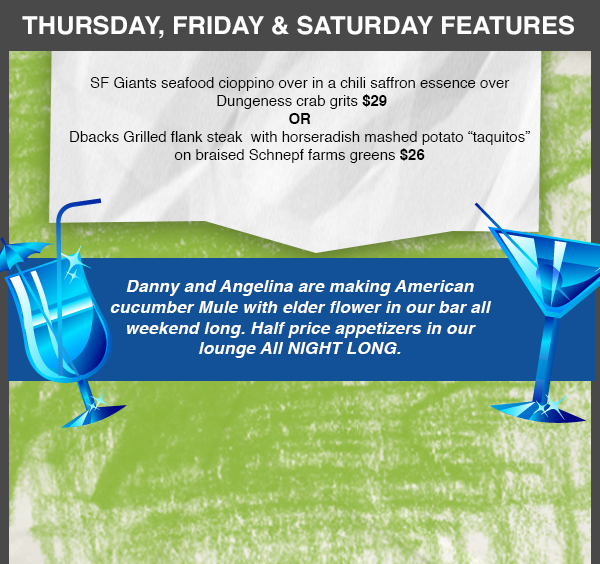 THURSDAY, FRIDAY & SATURDAY FEATURES
SF Giants seafood cioppino over in a chili saffron essence over
Dungeness crab grits $29
OR
Dbacks Grilled flank steak  with horseradish mashed potato “taquitos”
on braised Schnepf farms greens $26
Danny and Angelina are making American
cucumber Mule with elder flower in our bar all
weekend long. Half price appetizers in our
lounge All NIGHT LONG.